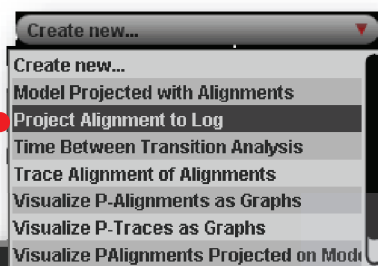 Create new...
Create new...
Model Projected with Alignments
Project Alignment to Log
Time Between Transition Analysis
Trace Alignment of Alignments
Visualize P-Alignments as Graphs
Visualize P-Traces as Graphs
Visualize PAlignments Projected on